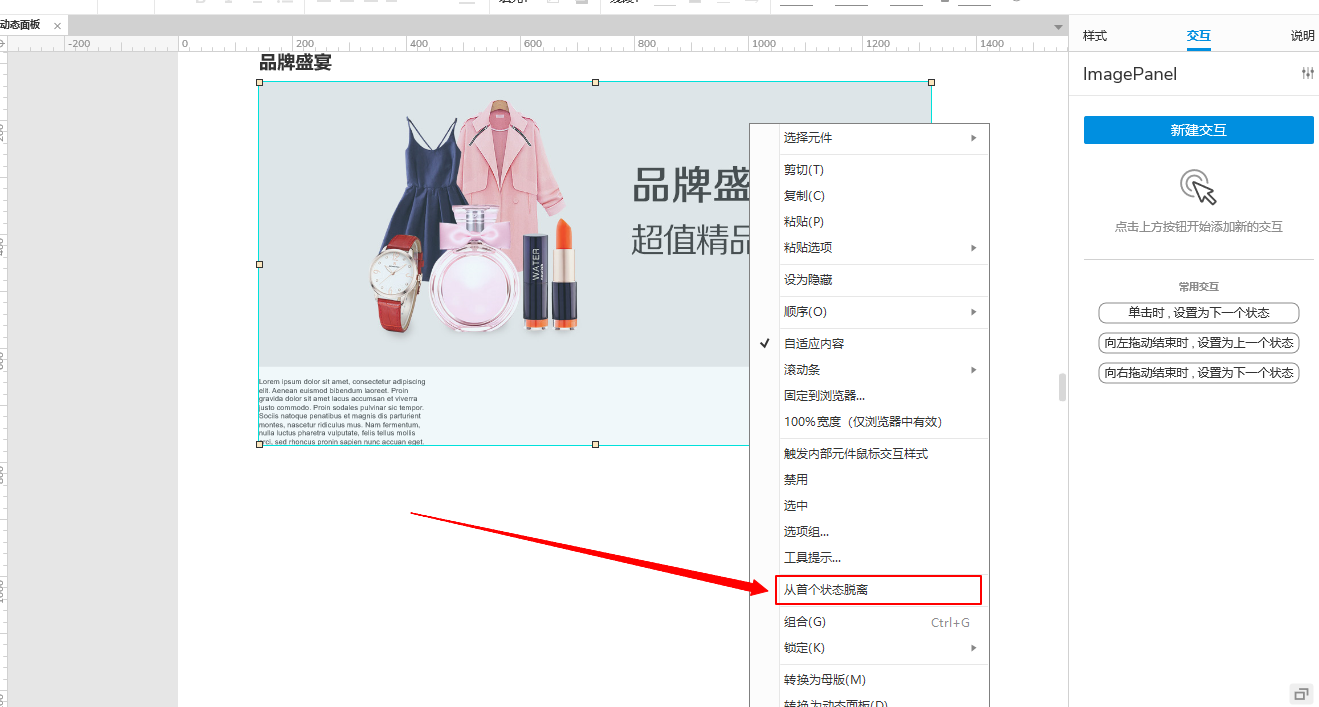 动态面板
样式
交互
说明
-200
0
200
400
600
800
1000
1200
1400
品牌盛宴
ImagePanel
新建交互
点击上方按钮开始添加新的交互
常用交互
单击时 , 设置为下一个状态
向左拖动结束时 , 设置为上一个状态
向右拖动结束时 , 设置为下一个状态
品牌盛
超值精品
WATER
Lorem ipsum dolor sit amet, consectetur adipiscing
elit. Aenean euismod bibendum laoreet. Proin
gravida dolor sit amet lacus accumsan et viverra
justo commodo. Proin sodales pulvinar sic tempor.
Sociis natoque penatibus et magnis dis parturient
montes, nascetur ridiculus mus. Nam fermentum,
nulla luctus pharetra vulputate, felis tellus mollis
orci, sed rhoncus pronin sapien nunc accuan eget.
选择元件
剪切(T)
复制(C)
粘贴(P)
粘贴选项
设为隐藏
顺序(O)
自适应内容
滚动条
固定到浏览器...
100%宽度（仅浏览器中有效）
触发内部元件鼠标交互样式
禁用
选中
选项组...
工具提示...
从首个状态脱离
组合(G) Ctrl+G
锁定(K)
转换为母版(M)
转换为动态面板(D)